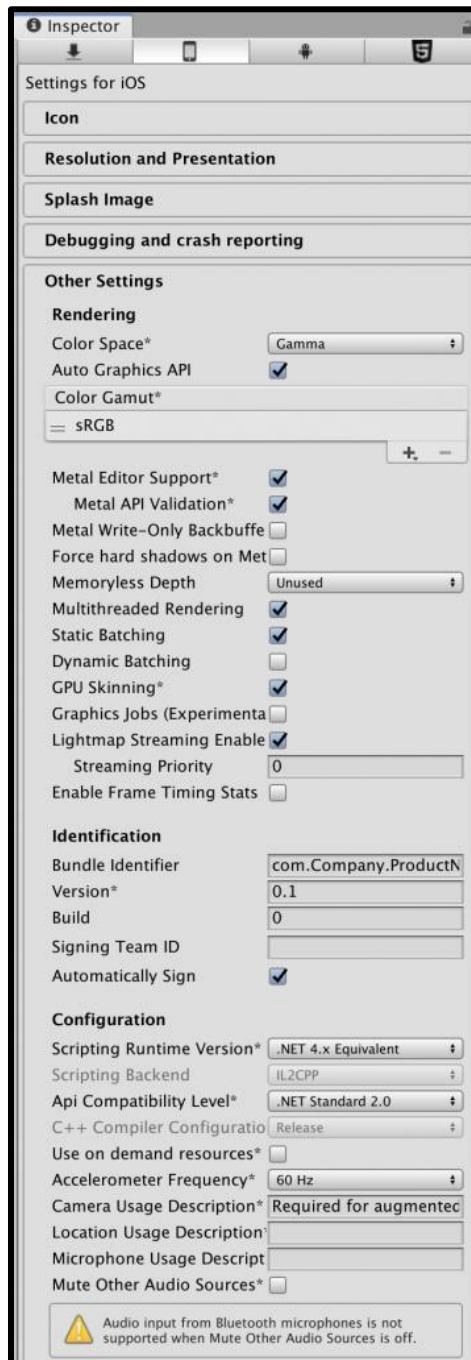 Inspector
Settings for iOS
Icon
Resolution and Presentation
Splash Image
Debugging and crash reporting
Other Settings
Rendering
Color Space* Gamma
Auto Graphics API
Color Gamut*
sRGB
Metal Editor Support*
Metal API Validation*
Metal Write-Only Backbuffe
Force hard shadows on Met
Memoryless Depth Unused
Multithreaded Rendering
Static Batching
Dynamic Batching
GPU Skinning*
Graphics Jobs (Experimenta
Lightmap Streaming Enable
Streaming Priority 0
Enable Frame Timing Stats
Identification
Bundle Identifier com.Company.ProductN
Version* 0.1
Build 0
Signing Team ID
Automatically Sign
Configuration
Scripting Runtime Version* .NET 4.x Equivalent
Scripting Backend IL2CPP
Api Compatibility Level* .NET Standard 2.0
C++ Compiler Configuratio Release
Use on demand resources*
Accelerometer Frequency* 60 Hz
Camera Usage Description* Required for augmented
Location Usage Description*
Microphone Usage Descript
Mute Other Audio Sources*
Audio input from Bluetooth microphones is not
supported when Mute Other Audio Sources is off.